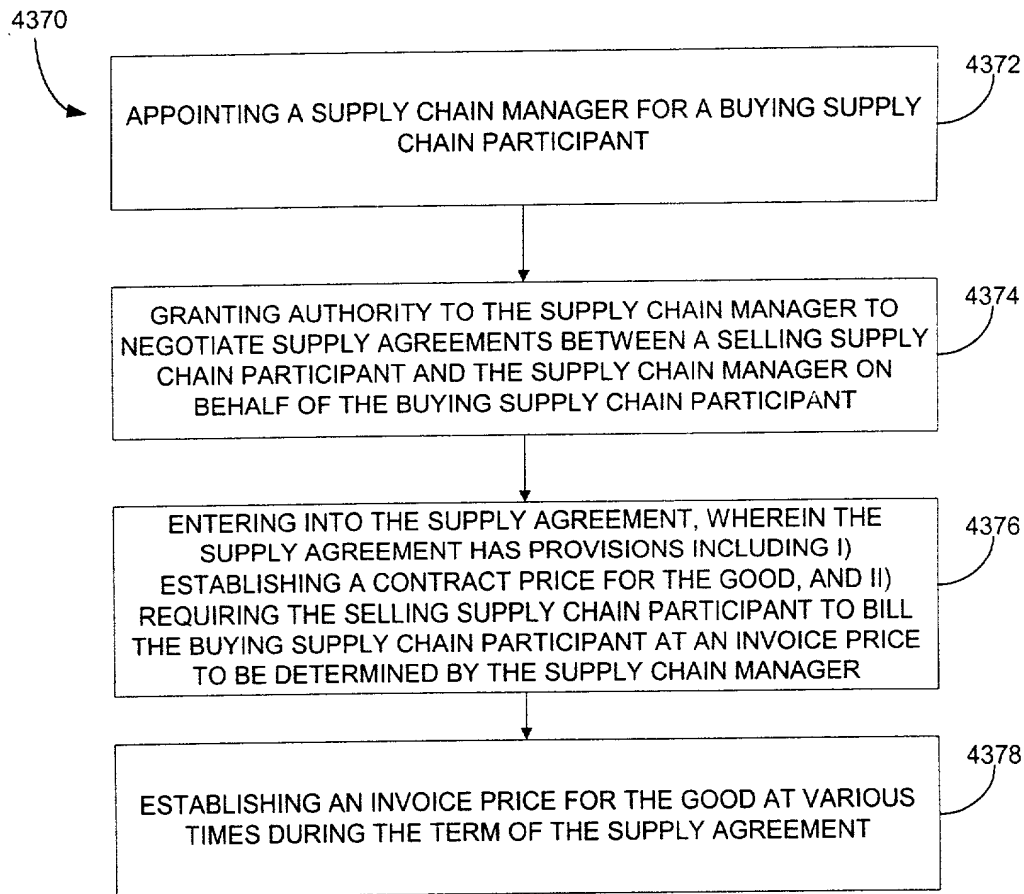 4370
4372
APPOINTING A SUPPLY CHAIN MANAGER FOR A BUYING SUPPLY
CHAIN PARTICIPANT
4374
GRANTING AUTHORITY TO THE SUPPLY CHAIN MANAGER TO
NEGOTIATE SUPPLY AGREEMENTS BETWEEN A SELLING SUPPLY
CHAIN PARTICIPANT AND THE SUPPLY CHAIN MANAGER ON
BEHALF OF THE BUYING SUPPLY CHAIN PARTICIPANT
4376
ENTERING INTO THE SUPPLY AGREEMENT, WHEREIN THE
SUPPLY AGREEMENT HAS PROVISIONS INCLUDING I)
ESTABLISHING A CONTRACT PRICE FOR THE GOOD, AND II)
REQUIRING THE SELLING SUPPLY CHAIN PARTICIPANT TO BILL
THE BUYING SUPPLY CHAIN PARTICIPANT AT AN INVOICE PRICE
TO BE DETERMINED BY THE SUPPLY CHAIN MANAGER
4378
ESTABLISHING AN INVOICE PRICE FOR THE GOOD AT VARIOUS
TIMES DURING THE TERM OF THE SUPPLY AGREEMENT